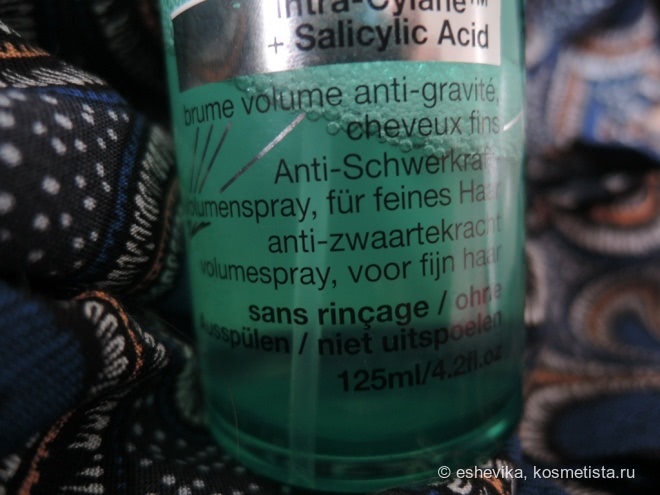 Intra-Cylane™
+ Salicylic Acid
brume volume anti-gravité,
cheveux fins
Anti-Schwerkraft
volumenspray, für feines Haar
anti-zwaartekracht
volumespray, voor fijn haar
sans rinçage / ohne
Ausspülen / niet uitspoelen
125ml/4.2fl.oz
© eshevika, kosmetista.ru